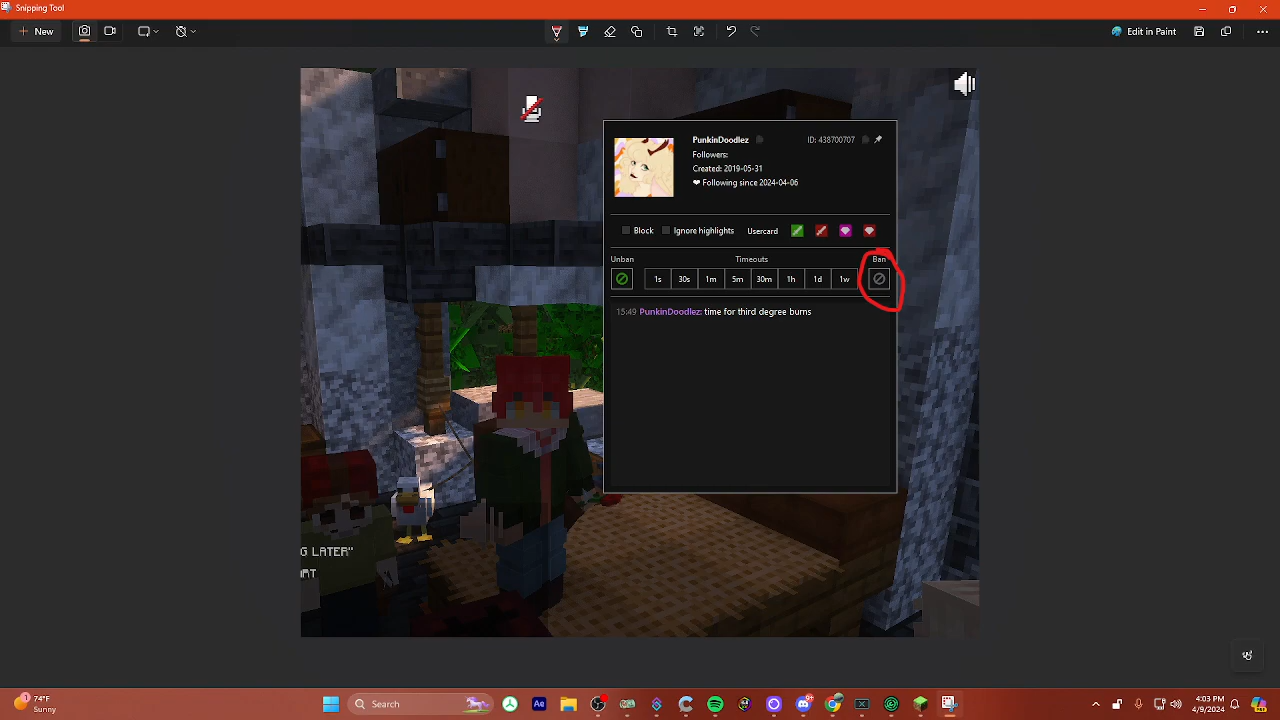 Snipping Tool
New
Edit in Paint
PunkinDoodlez
ID: 438700707
Followers:
Created: 2019-05-31
❤ Following since 2024-04-06
Block
Ignore highlights
Usercard
Unban
Timeouts
Ban
1s 30s 1m 5m 30m 1h 1d 1w
15:49 PunkinDoodlez: time for third degree burns
G LATER"
RT
74°F
Sunny
Search
Ae
4:03 PM
4/9/2024